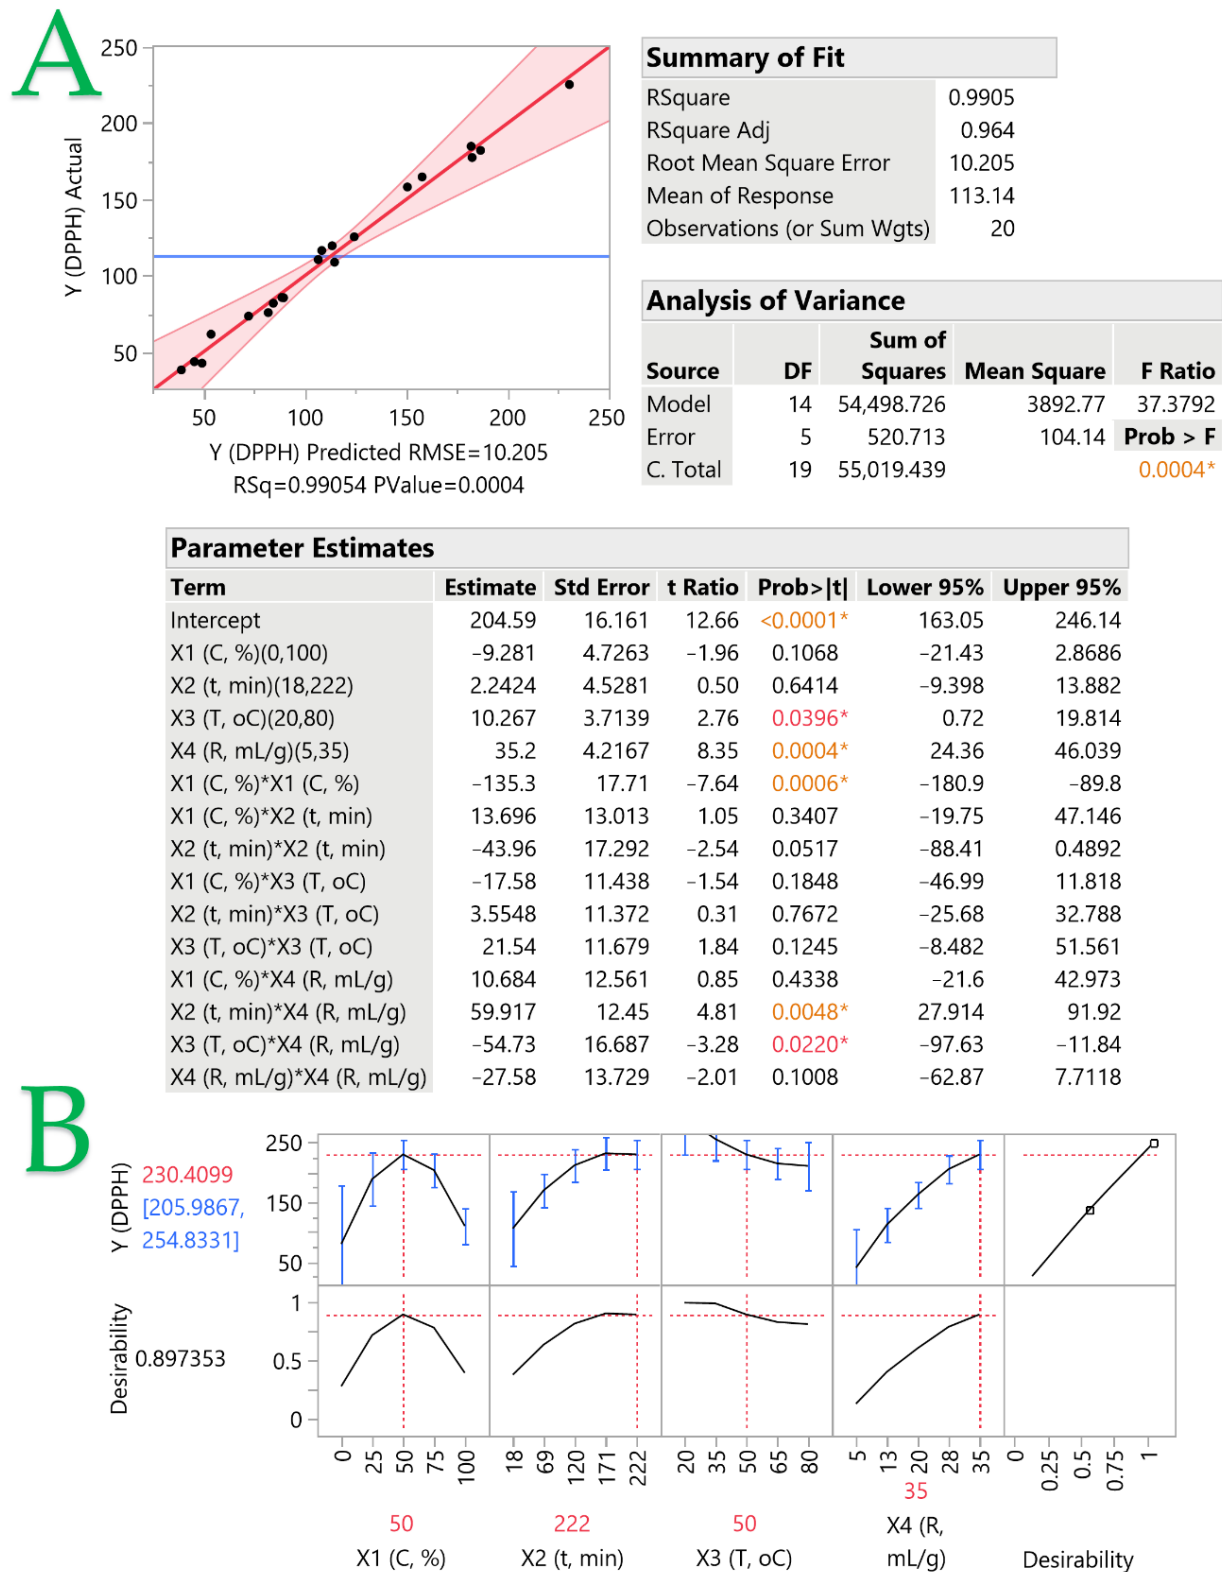 A
250
200
150
100
50
Y (DPPH) Actual
50 100 150 200 250
Y (DPPH) Predicted RMSE=10.205
RSq=0.99054 PValue=0.0004
Summary of Fit
RSquare 0.9905
RSquare Adj 0.964
Root Mean Square Error 10.205
Mean of Response 113.14
Observations (or Sum Wgts) 20
Analysis of Variance
Sum of
Source DF Squares Mean Square F Ratio
Model 14 54,498.726 3892.77 37.3792
Error 5 520.713 104.14 Prob > F
C. Total 19 55,019.439 0.0004*
Parameter Estimates
Term Estimate Std Error t Ratio Prob>|t| Lower 95% Upper 95%
Intercept 204.59 16.161 12.66 <0.0001* 163.05 246.14
X1 (C, %)(0,100) −9.281 4.7263 −1.96 0.1068 −21.43 2.8686
X2 (t, min)(18,222) 2.2424 4.5281 0.50 0.6414 −9.398 13.882
X3 (T, oC)(20,80) 10.267 3.7139 2.76 0.0396* 0.72 19.814
X4 (R, mL/g)(5,35) 35.2 4.2167 8.35 0.0004* 24.36 46.039
X1 (C, %)*X1 (C, %) −135.3 17.71 −7.64 0.0006* −180.9 −89.8
X1 (C, %)*X2 (t, min) 13.696 13.013 1.05 0.3407 −19.75 47.146
X2 (t, min)*X2 (t, min) −43.96 17.292 −2.54 0.0517 −88.41 0.4892
X1 (C, %)*X3 (T, oC) −17.58 11.438 −1.54 0.1848 −46.99 11.818
X2 (t, min)*X3 (T, oC) 3.5548 11.372 0.31 0.7672 −25.68 32.788
X3 (T, oC)*X3 (T, oC) 21.54 11.679 1.84 0.1245 −8.482 51.561
X1 (C, %)*X4 (R, mL/g) 10.684 12.561 0.85 0.4338 −21.6 42.973
X2 (t, min)*X4 (R, mL/g) 59.917 12.45 4.81 0.0048* 27.914 91.92
X3 (T, oC)*X4 (R, mL/g) −54.73 16.687 −3.28 0.0220* −97.63 −11.84
X4 (R, mL/g)*X4 (R, mL/g) −27.58 13.729 −2.01 0.1008 −62.87 7.7118
B
Y (DPPH)
230.4099
[205.9867,
254.8331]
250
150
50
Desirability
0.897353
1
0.5
0
0 25 50 75 100
18 69 120 171 222
20 35 50 65 80
5 13 20 28 35
0 0.25 0.5 0.75 1
50
X1 (C, %)
222
X2 (t, min)
50
X3 (T, oC)
35
X4 (R,
mL/g)
Desirability